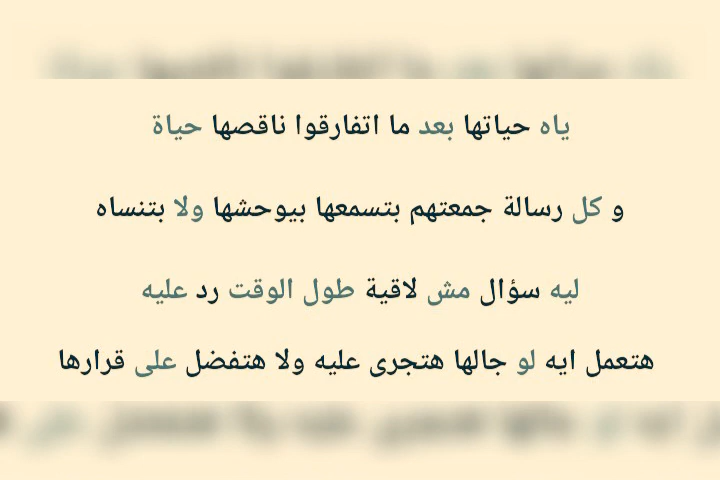 ياه حياتها بعد ما اتفارقوا ناقصها حياة
و كل رسالة جمعتهم بتسمعها بيوحشها ولا بتنساه
ليه سؤال مش لاقية طول الوقت رد عليه
هتعمل ايه لو جالها هتجرى عليه ولا هتفضل على قرارها